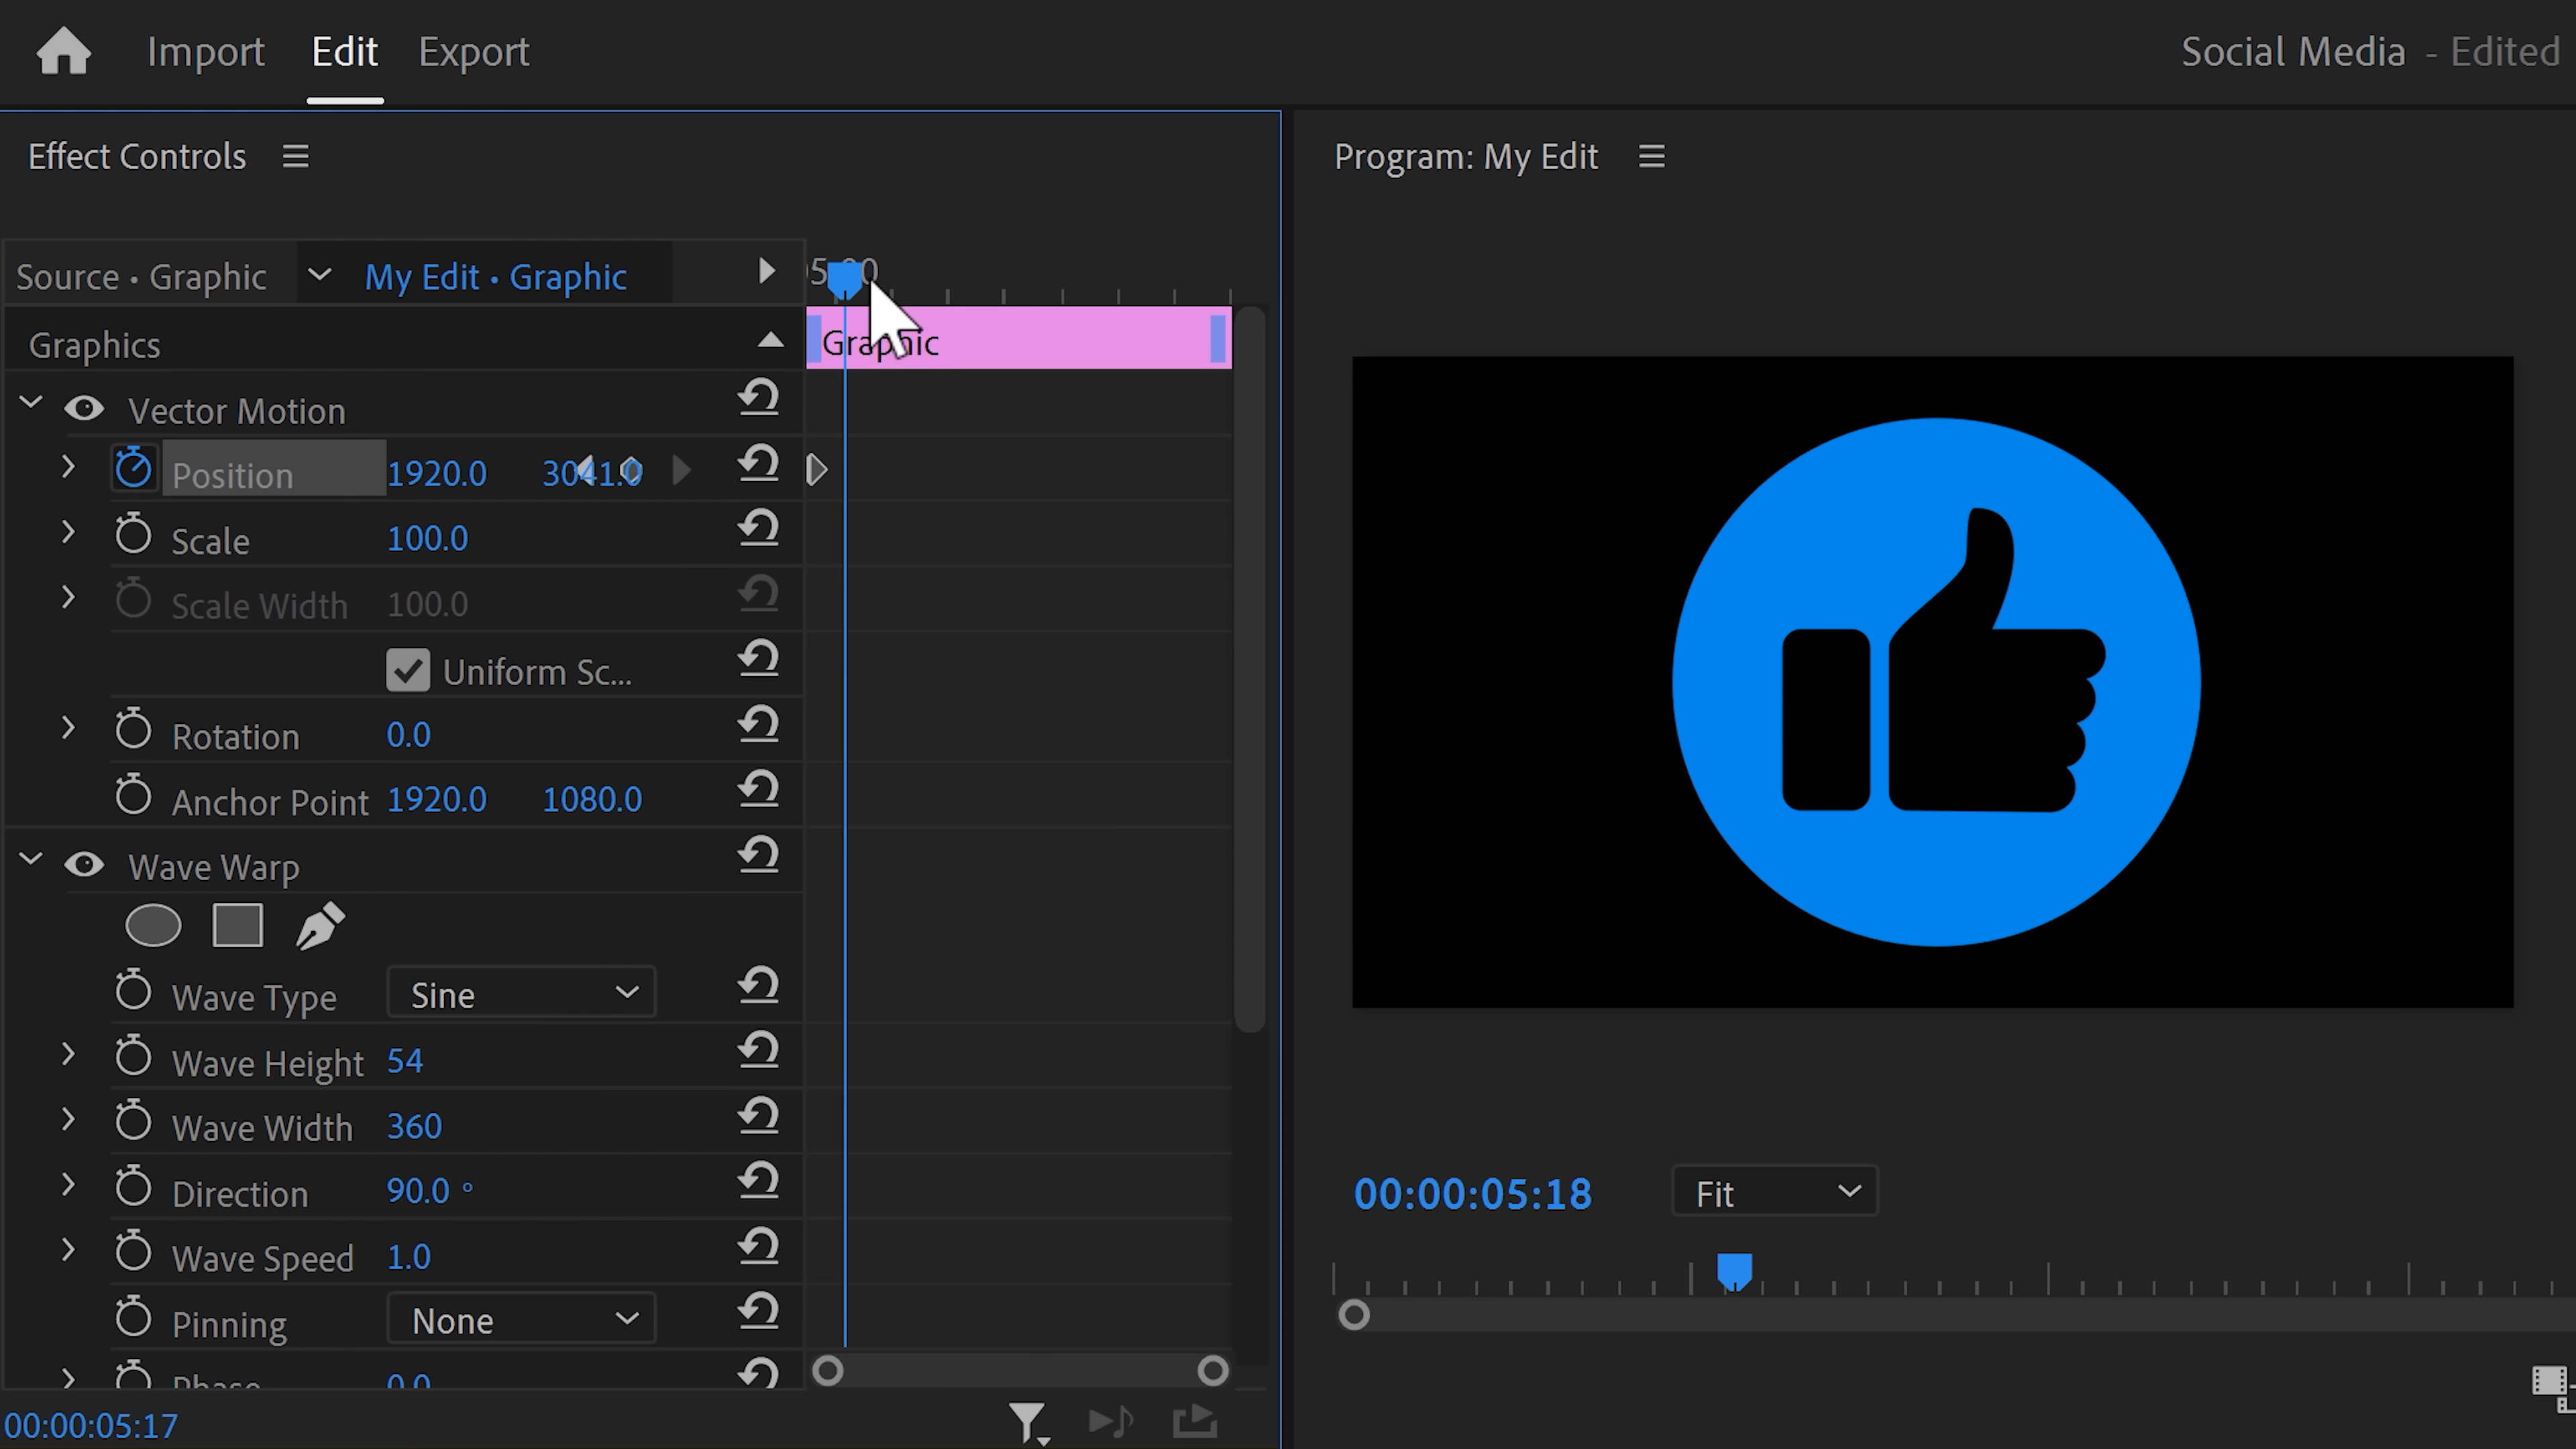 Import Edit Export
Social Media - Edited
Effect Controls
Program: My Edit
Source • Graphic
My Edit • Graphic
Graphics
Graphic
Vector Motion
Position 1920.0 3041.0
Scale 100.0
Scale Width 100.0
Uniform Sc...
Rotation 0.0
Anchor Point 1920.0 1080.0
Wave Warp
Wave Type Sine
Wave Height 54
Wave Width 360
Direction 90.0 °
Wave Speed 1.0
Pinning None
Phase 0.0
00:00:05:17
00:00:05:18
Fit